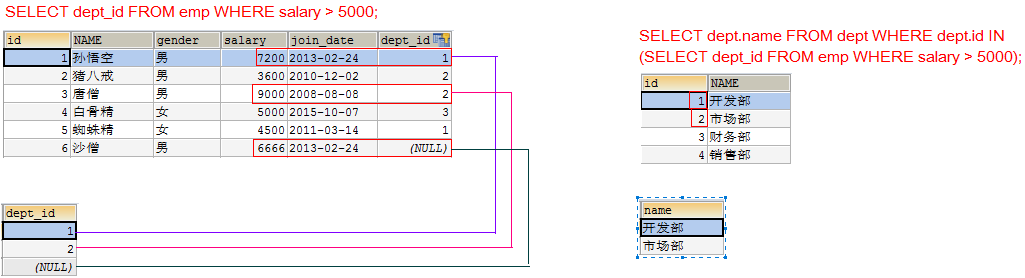 SELECT dept_id FROM emp WHERE salary > 5000;
id NAME gender salary join_date dept_id
1 孙悟空 男 7200 2013-02-24 1
2 猪八戒 男 3600 2010-12-02 2
3 唐僧 男 9000 2008-08-08 2
4 白骨精 女 5000 2015-10-07 3
5 蜘蛛精 女 4500 2011-03-14 1
6 沙僧 男 6666 2013-02-24 (NULL)
dept_id
1
2
(NULL)
SELECT dept.name FROM dept WHERE dept.id IN
(SELECT dept_id FROM emp WHERE salary > 5000);
id NAME
1 开发部
2 市场部
3 财务部
4 销售部
name
开发部
市场部